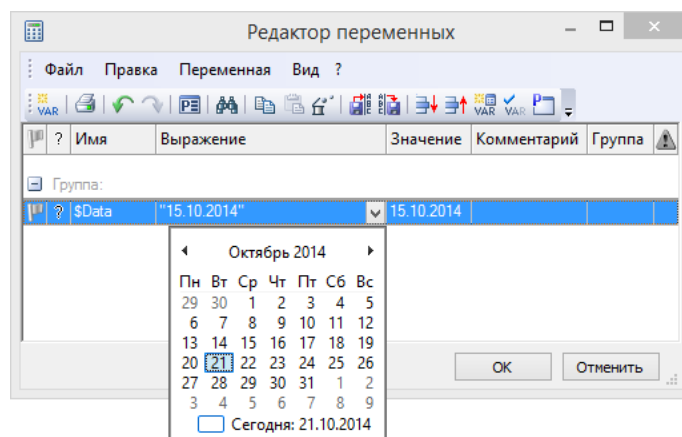 Редактор переменных
Файл Правка Переменная Вид ?
VAR PE VAR VAR P
? Имя Выражение Значение Комментарий Группа
Группа:
? $Data "15.10.2014" 15.10.2014
Октябрь 2014
Пн Вт Ср Чт Пт Сб Вс
29 30 1 2 3 4 5
6 7 8 9 10 11 12
13 14 15 16 17 18 19
20 21 22 23 24 25 26
27 28 29 30 31 1 2
3 4 5 6 7 8 9
Сегодня: 21.10.2014
ОК Отменить